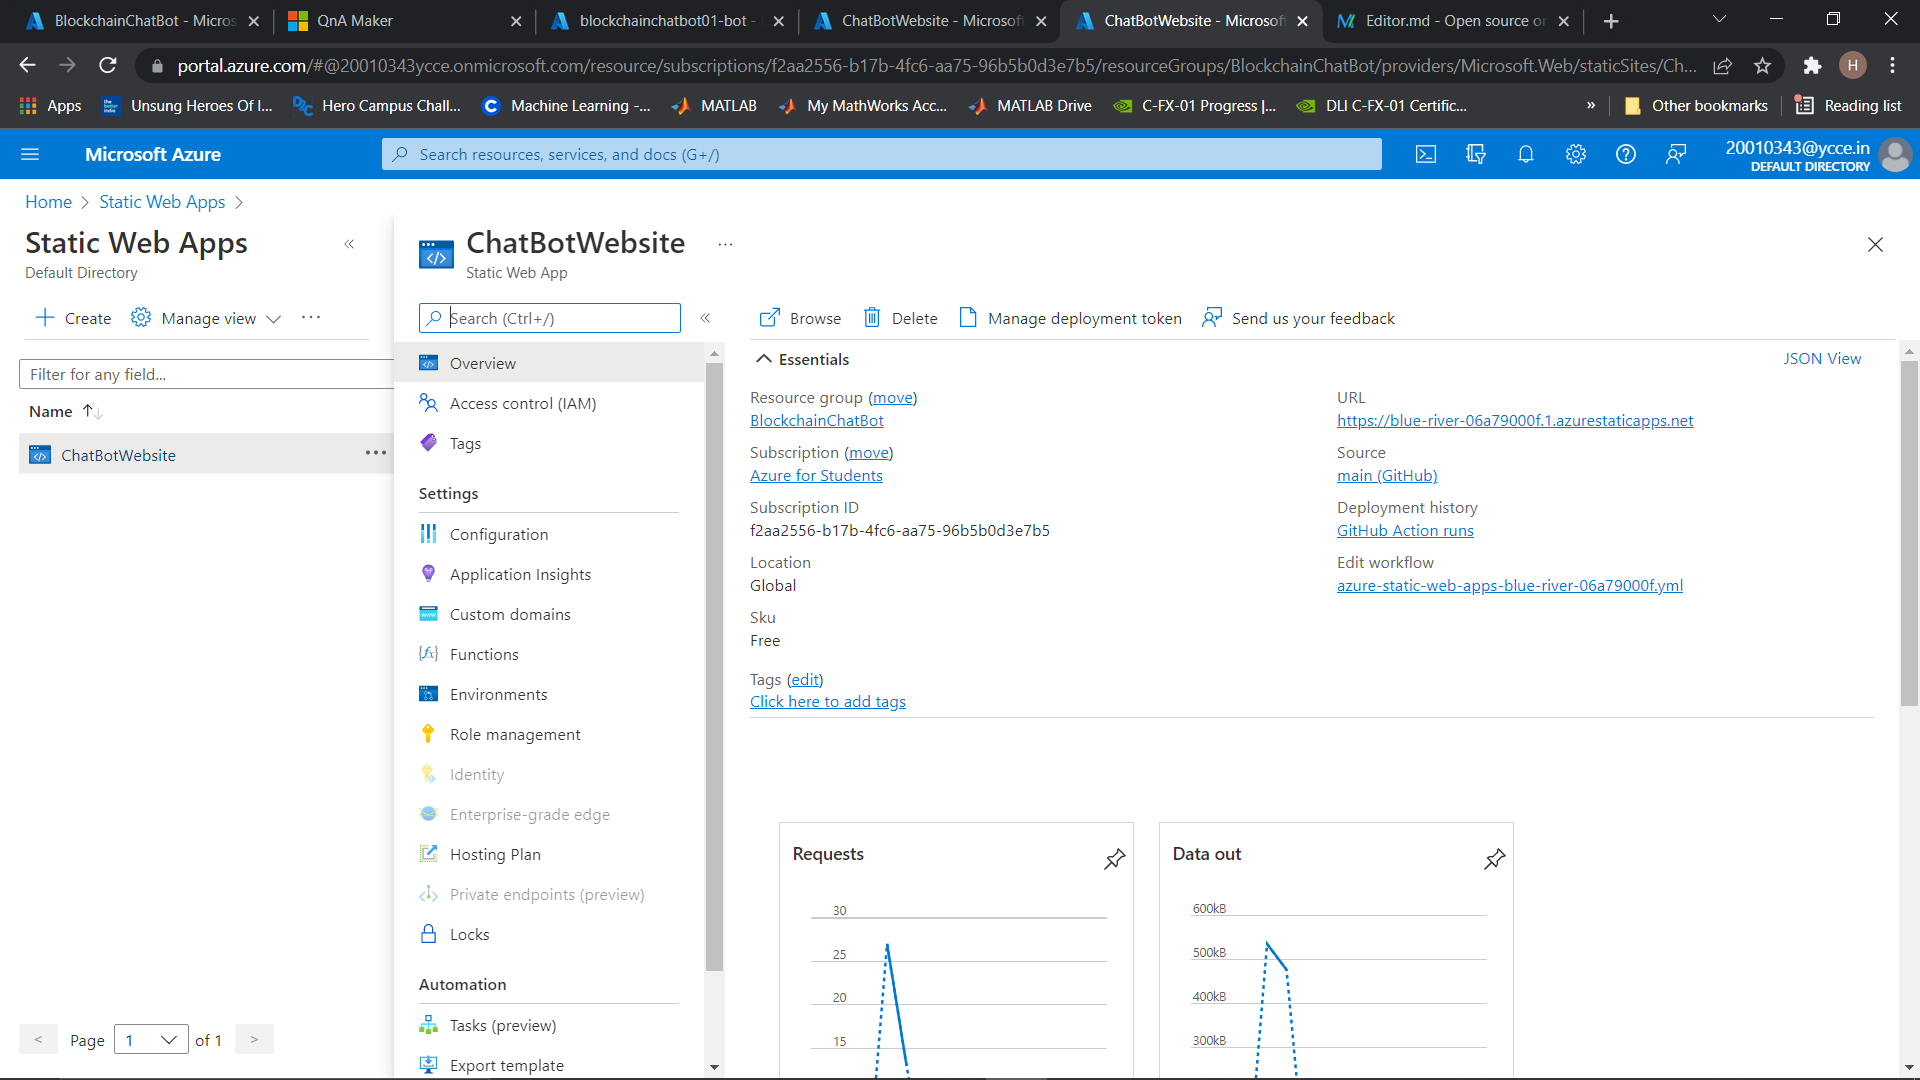 BlockchainChatBot - Micros
QnA Maker
blockchainchatbot01-bot -
ChatBotWebsite - Microsoft
ChatBotWebsite - Microsoft
Editor.md - Open source or
portal.azure.com/#@20010343ycce.onmicrosoft.com/resource/subscriptions/f2aa2556-b17b-4fc6-aa75-96b5b0d3e7b5/resourceGroups/BlockchainChatBot/providers/Microsoft.Web/staticSites/Ch...
H
Apps
Unsung Heroes Of I...
Hero Campus Chall...
Machine Learning -...
MATLAB
My MathWorks Acc...
MATLAB Drive
C-FX-01 Progress |...
DLI C-FX-01 Certific...
»
Other bookmarks
Reading list
Microsoft Azure
Search resources, services, and docs (G+/)
20010343@ycce.in
DEFAULT DIRECTORY
Home > Static Web Apps >
Static Web Apps
Default Directory
Create
Manage view
Filter for any field...
Name
ChatBotWebsite
< Page 1 of 1 >
ChatBotWebsite
Static Web App
Search (Ctrl+/)
Overview
Access control (IAM)
Tags
Settings
Configuration
Application Insights
Custom domains
Functions
Environments
Role management
Identity
Enterprise-grade edge
Hosting Plan
Private endpoints (preview)
Locks
Automation
Tasks (preview)
Export template
Browse
Delete
Manage deployment token
Send us your feedback
Essentials
JSON View
Resource group (move)
BlockchainChatBot
Subscription (move)
Azure for Students
Subscription ID
f2aa2556-b17b-4fc6-aa75-96b5b0d3e7b5
Location
Global
Sku
Free
Tags (edit)
Click here to add tags
URL
https://blue-river-06a79000f.1.azurestaticapps.net
Source
main (GitHub)
Deployment history
GitHub Action runs
Edit workflow
azure-static-web-apps-blue-river-06a79000f.yml
Requests
30
25
20
15
Data out
600kB
500kB
400kB
300kB